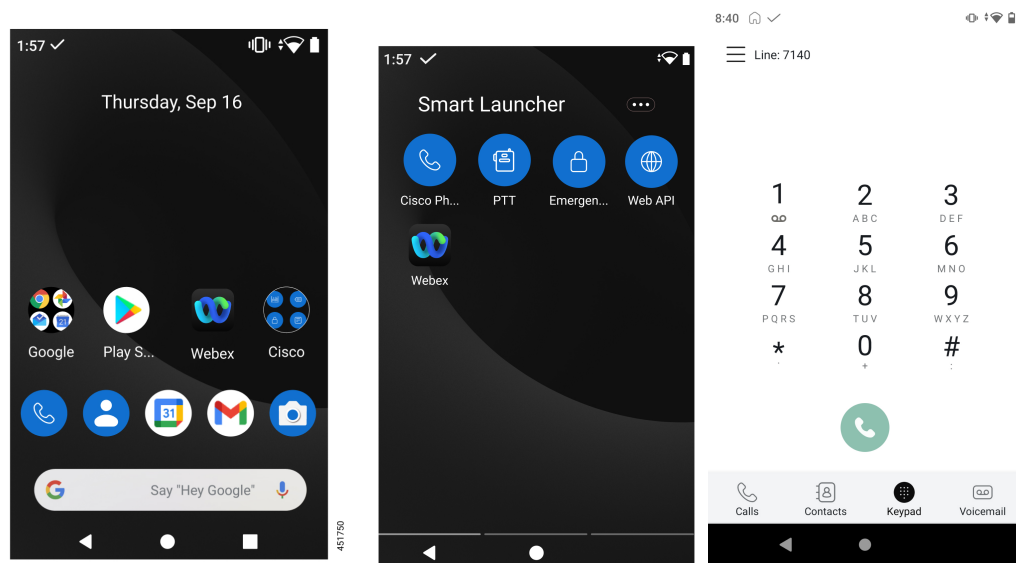 1:57
Thursday, Sep 16
Google
Play S...
Webex
Cisco
31
Say "Hey Google"
451750
1:57
Smart Launcher
Cisco Ph...
PTT
Emergen...
Web API
Webex
8:40
Line: 7140
1
2
ABC
3
DEF
4
GHI
5
JKL
6
MNO
7
PQRS
8
TUV
9
WXYZ
*
0
+
#
Calls
Contacts
Keypad
Voicemail